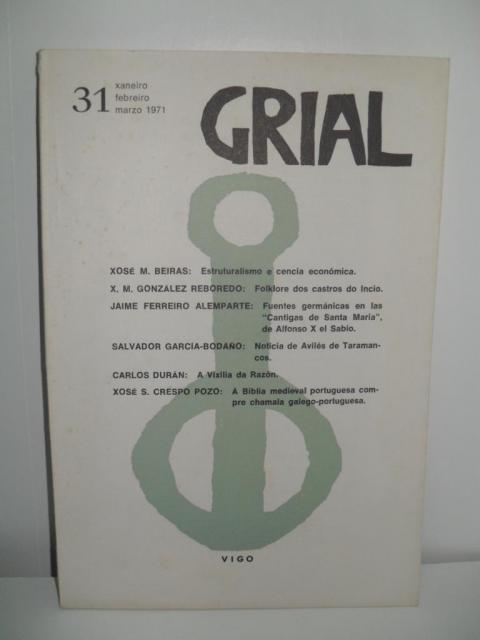 31
xaneiro
febreiro
marzo 1971
GRIAL
XOSÉ M. BEIRAS: Estruturalismo e cencia económica.
X. M. GONZÁLEZ REBOREDO: Folklore dos castros do Incio.
JAIME FERREIRO ALEMPARTE: Fuentes germánicas en las
"Cantigas de Santa María",
de Alfonso X el Sabio.
SALVADOR GARCÍA-BODAÑO: Noticia de Avilés de Taraman-
cos.
CARLOS DURÁN: A Vixilia da Razón.
XOSÉ S. CRESPO POZO: A Biblia medieval portuguesa com-
pre chamala galego-portuguesa.
VIGO